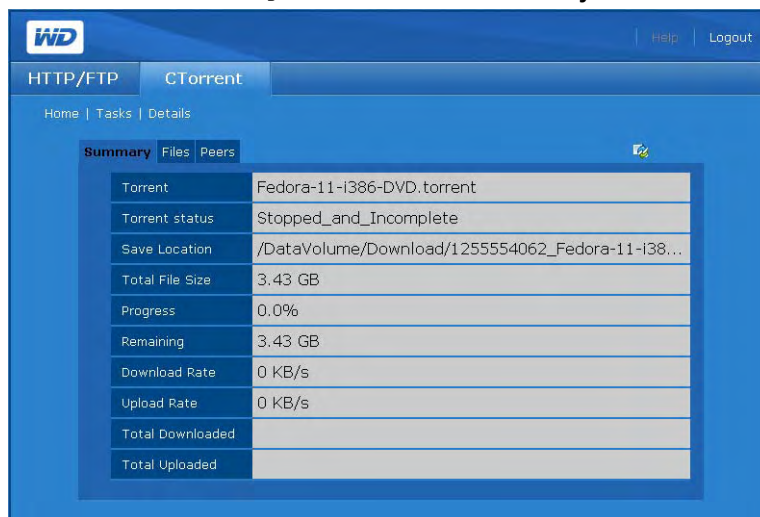 WD
Help | Logout
HTTP/FTP CTorrent
Home | Tasks | Details
Summary Files Peers
Torrent Fedora-11-i386-DVD.torrent
Torrent status Stopped_and_Incomplete
Save Location /DataVolume/Download/1255554062_Fedora-11-i38...
Total File Size 3.43 GB
Progress 0.0%
Remaining 3.43 GB
Download Rate 0 KB/s
Upload Rate 0 KB/s
Total Downloaded
Total Uploaded